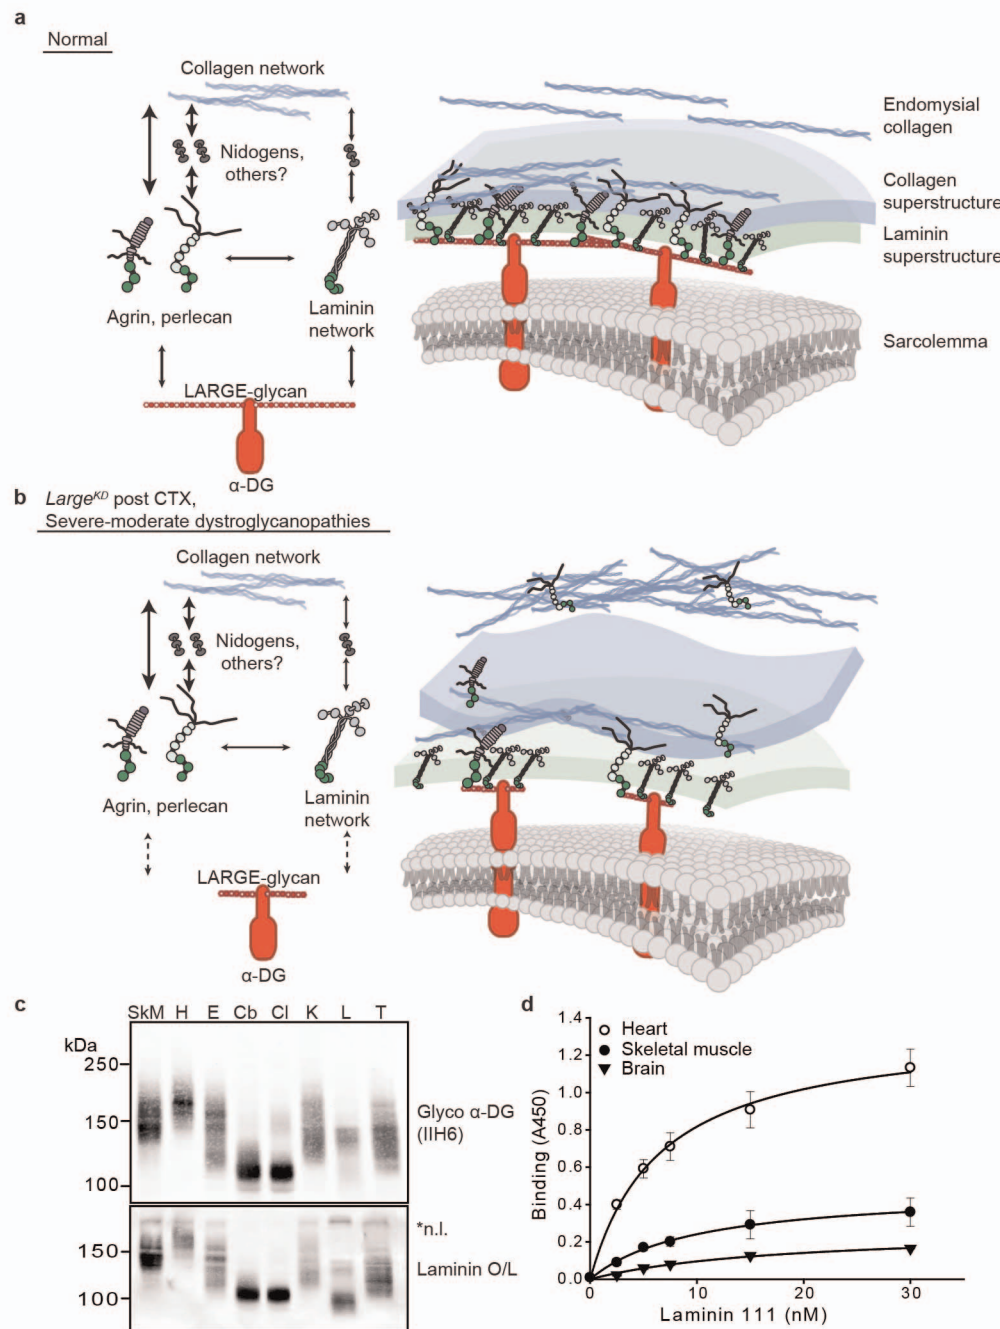 a
Normal
Collagen network
Nidogens,
others?
Agrin, perlecan
Laminin
network
LARGE-glycan
α-DG
Endomysial
collagen
Collagen
superstructure
Laminin
superstructure
Sarcolemma
b
Large^KD post CTX,
Severe-moderate dystroglycanopathies
Collagen network
Nidogens,
others?
Agrin, perlecan
Laminin
network
LARGE-glycan
α-DG
c
SkM H E Cb Cl K L T
kDa
250
150
100
Glyco α-DG
(IIH6)
*n.l.
150
Laminin O/L
100
d
1.4
1.2
1.0
0.8
0.6
0.4
0.2
0.0
Binding (A450)
Heart
Skeletal muscle
Brain
0 10 20 30
Laminin 111 (nM)